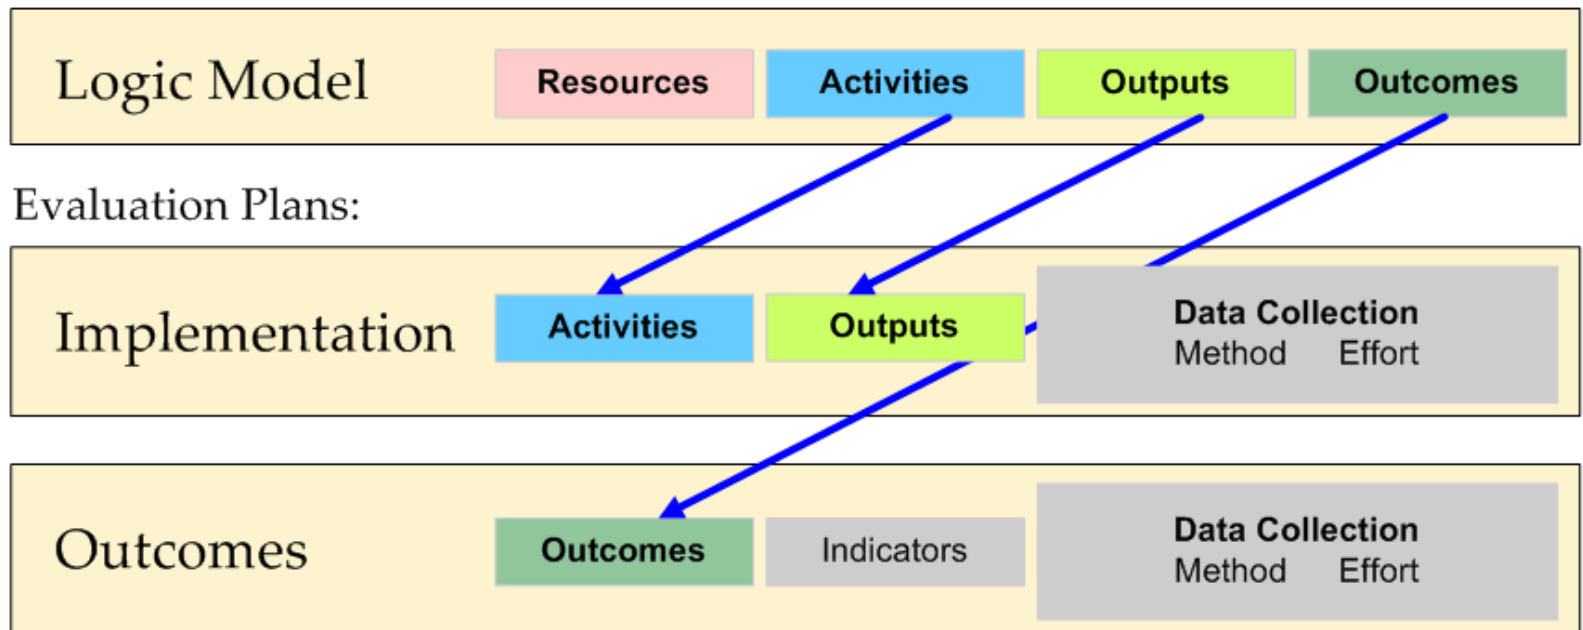 Logic Model
Resources
Activities
Outputs
Outcomes
Evaluation Plans:
Implementation
Activities
Outputs
Data Collection
Method Effort
Outcomes
Outcomes
Indicators
Data Collection
Method Effort